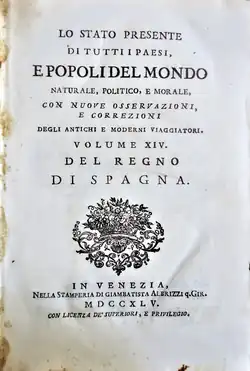 LO STATO PRESENTE
DI TUTTI I PAESI,
E POPOLI DEL MONDO
NATURALE, POLITICO, E MORALE,
CON NUOVE OSSERVAZIONI,
E CORREZIONI
DEGLI ANTICHI E MODERNI VIAGGIATORI.
VOLUME XIV.
DEL REGNO
DI SPAGNA.
IN VENEZIA,
NELLA STAMPERIA DI GIAMBATISTA ALBRIZZI q. GIR.
MDCCXLV.
CON LICENZA DE' SUPERIORI, E PRIVILEGIO.